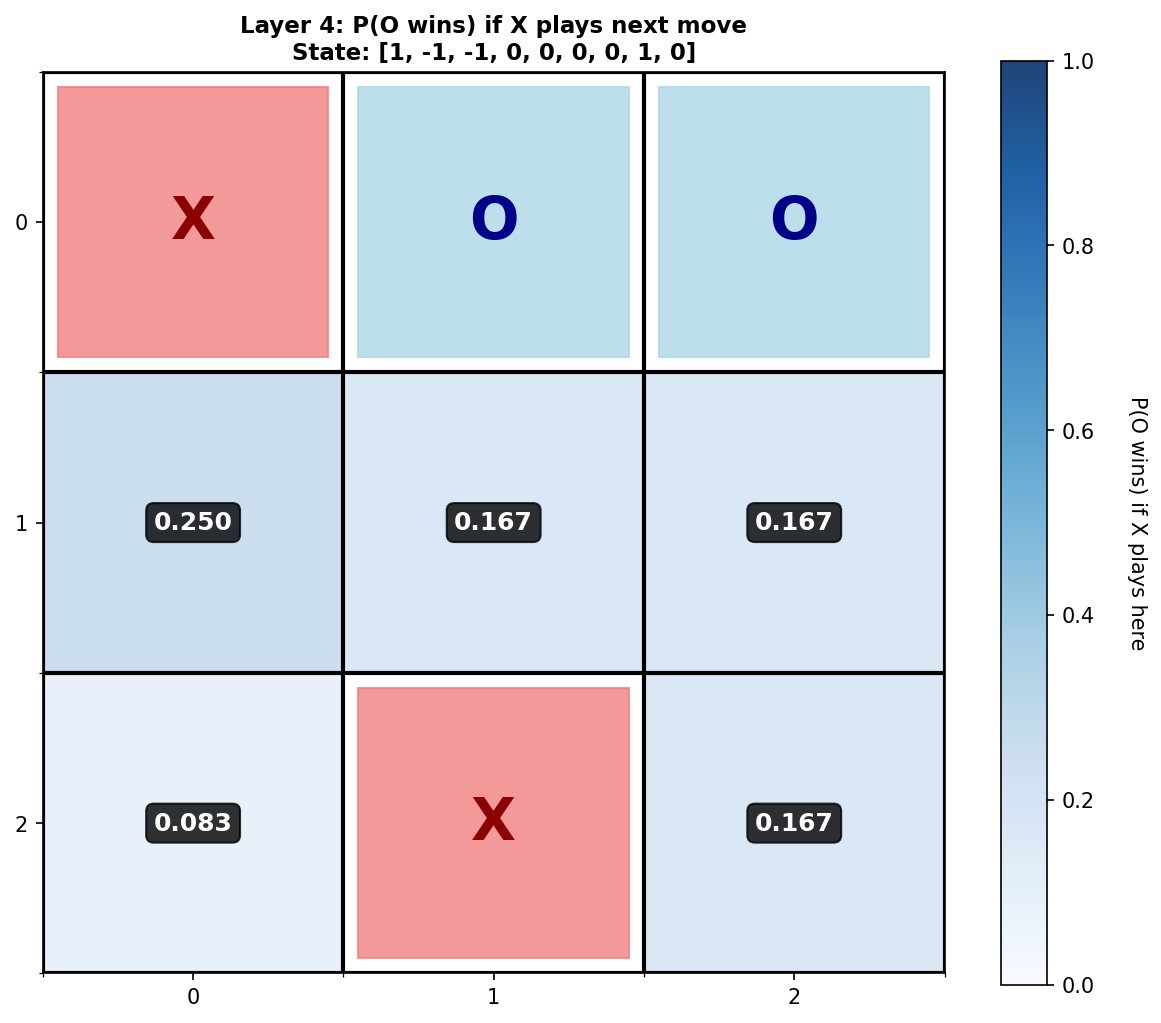 Layer 4: P(O wins) if X plays next move
State: [1, -1, -1, 0, 0, 0, 0, 1, 0]
X
O
O
0.250
0.167
0.167
0.083
X
0.167
0
1
2
0
1
2
1.0
0.8
0.6
0.4
0.2
0.0
P(O wins) if X plays here